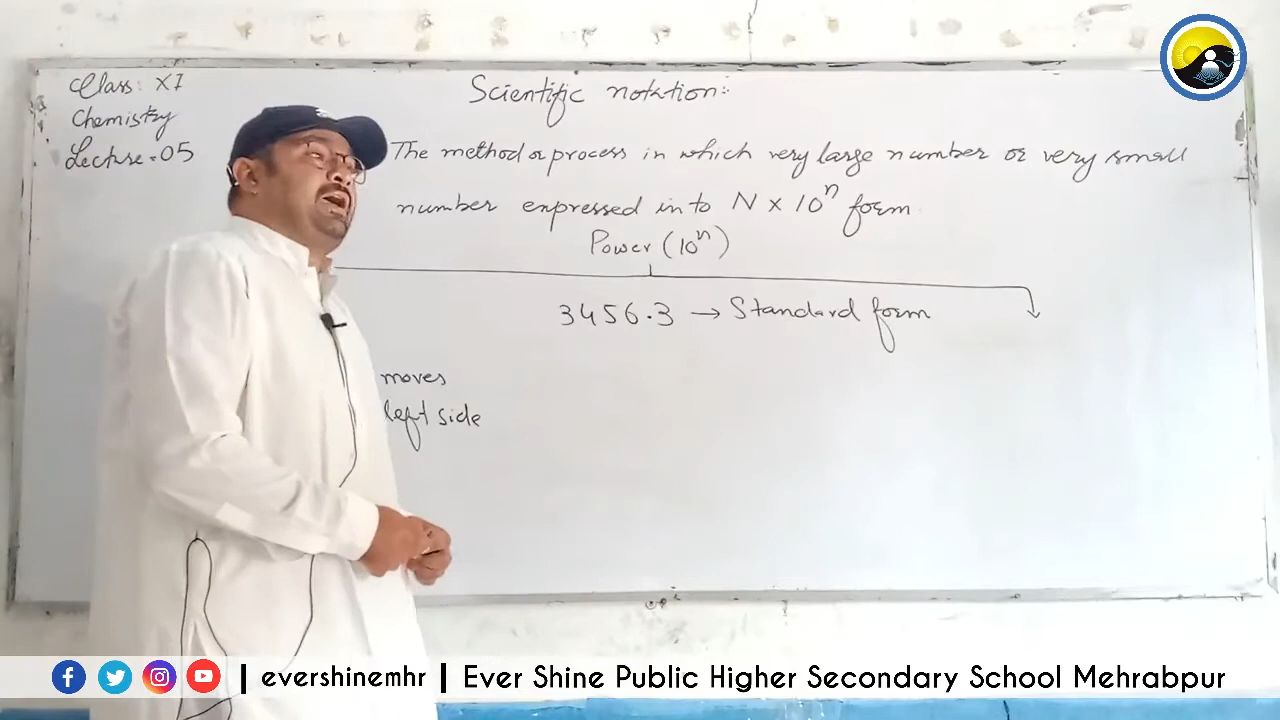 Class: XI
Chemistry
Lecture = 05
Scientific notation:
The method or process in which very large number or very small
number expressed in to N × 10ⁿ form
Power (10ⁿ)
3456.3 → Standard form
moves
left side
| evershinemhr | Ever Shine Public Higher Secondary School Mehrabpur